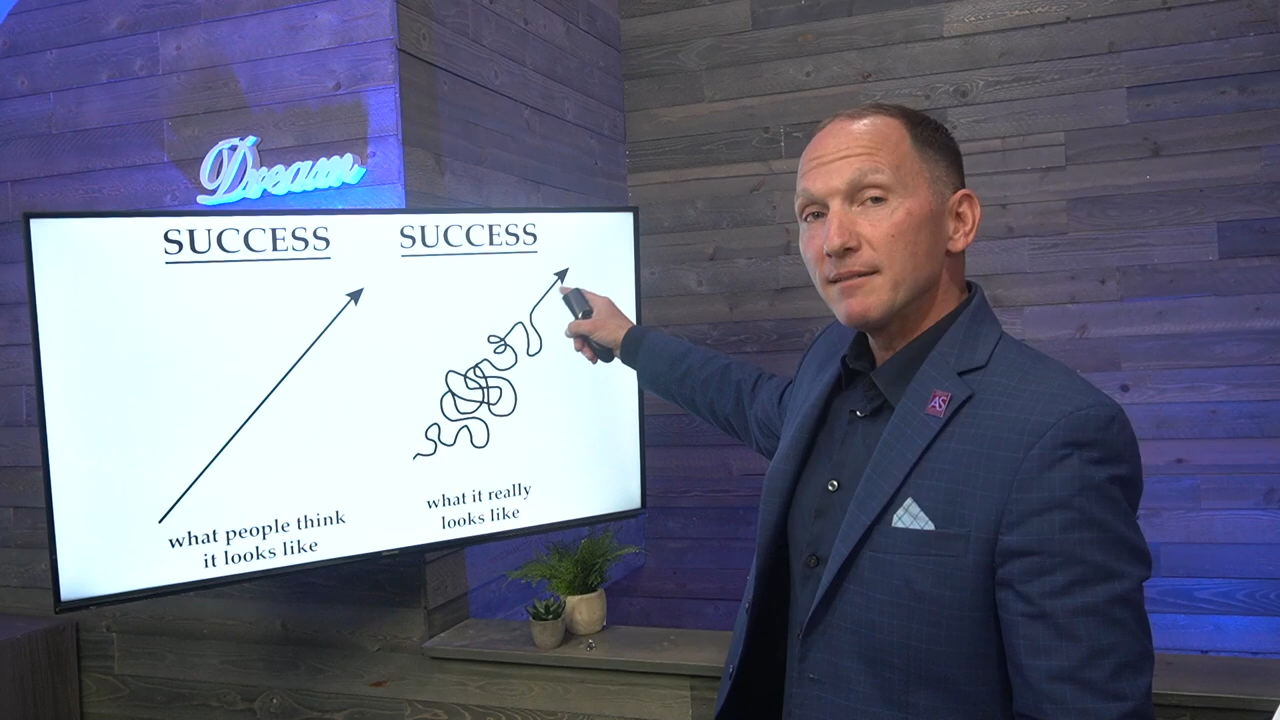 Dream
SUCCESS
what people think
it looks like
SUCCESS
what it really
looks like
AS